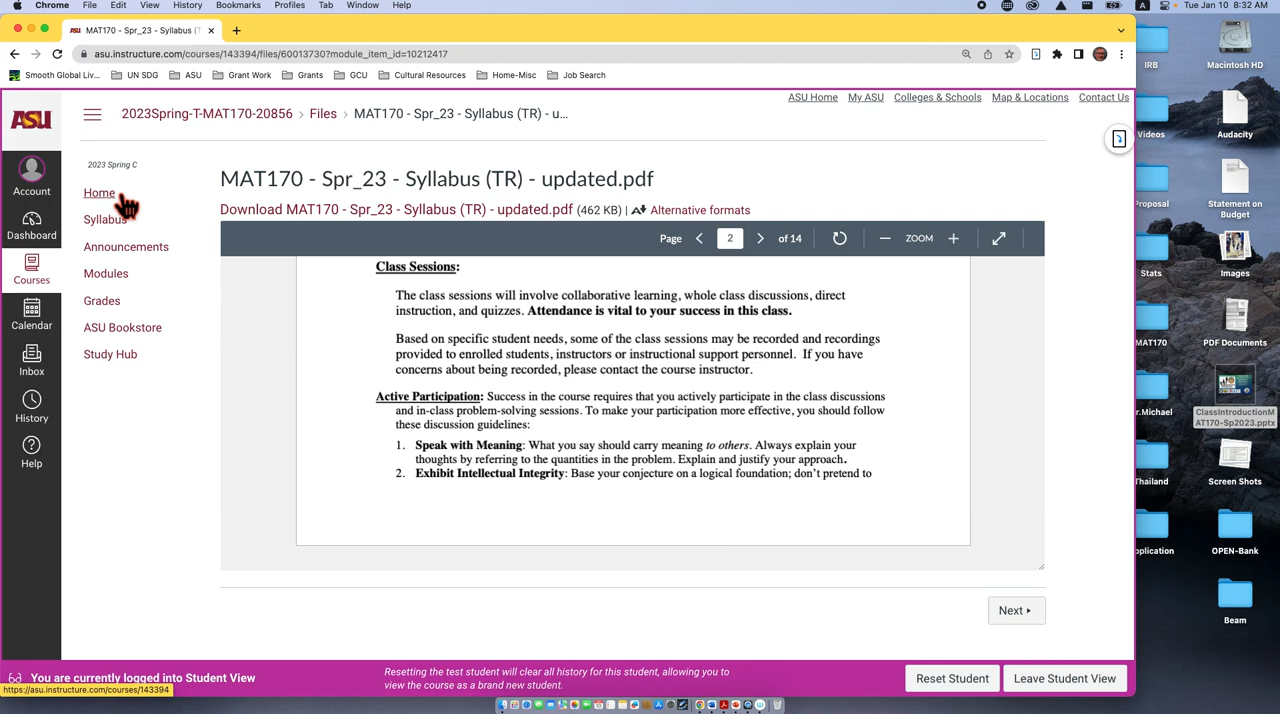 Chrome File Edit View History Bookmarks Profiles Tab Window Help
A Tue Jan 10 8:32 AM
ASU MAT170 - Spr_23 - Syllabus (T × +
asu.instructure.com/courses/143394/files/60013730?module_item_id=10212417
Smooth Global Liv... UN SDG ASU Grant Work Grants GCU Cultural Resources Home-Misc Job Search
ASU Home My ASU Colleges & Schools Map & Locations Contact Us
ASU
2023Spring-T-MAT170-20856 > Files > MAT170 - Spr_23 - Syllabus (TR) - u...
2023 Spring C
Account
Dashboard
Courses
Calendar
Inbox
History
Help
Home
Syllabus
Announcements
Modules
Grades
ASU Bookstore
Study Hub
MAT170 - Spr_23 - Syllabus (TR) - updated.pdf
Download MAT170 - Spr_23 - Syllabus (TR) - updated.pdf (462 KB) | Alternative formats
Page < 2 > of 14 — ZOOM +
Class Sessions:
The class sessions will involve collaborative learning, whole class discussions, direct
instruction, and quizzes. Attendance is vital to your success in this class.
Based on specific student needs, some of the class sessions may be recorded and recordings
provided to enrolled students, instructors or instructional support personnel. If you have
concerns about being recorded, please contact the course instructor.
Active Participation: Success in the course requires that you actively participate in the class discussions
and in-class problem-solving sessions. To make your participation more effective, you should follow
these discussion guidelines:
1. Speak with Meaning: What you say should carry meaning to others. Always explain your
thoughts by referring to the quantities in the problem. Explain and justify your approach.
2. Exhibit Intellectual Integrity: Base your conjecture on a logical foundation; don't pretend to
Next ▸
You are currently logged into Student View
Resetting the test student will clear all history for this student, allowing you to
view the course as a brand new student.
Reset Student
Leave Student View
https://asu.instructure.com/courses/143394
IRB
Macintosh HD
Videos
Audacity
Proposal
Statement on
Budget
Stats
Images
MAT170
PDF Documents
r.Michael
ClassIntroductionM
AT170-Sp2023.pptx
Thailand
Screen Shots
pplication
OPEN-Bank
Beam